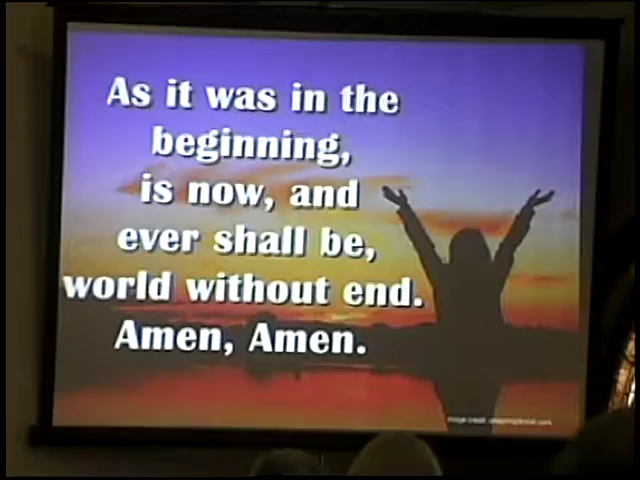 As it was in the
beginning,
is now, and
ever shall be,
world without end.
Amen, Amen.